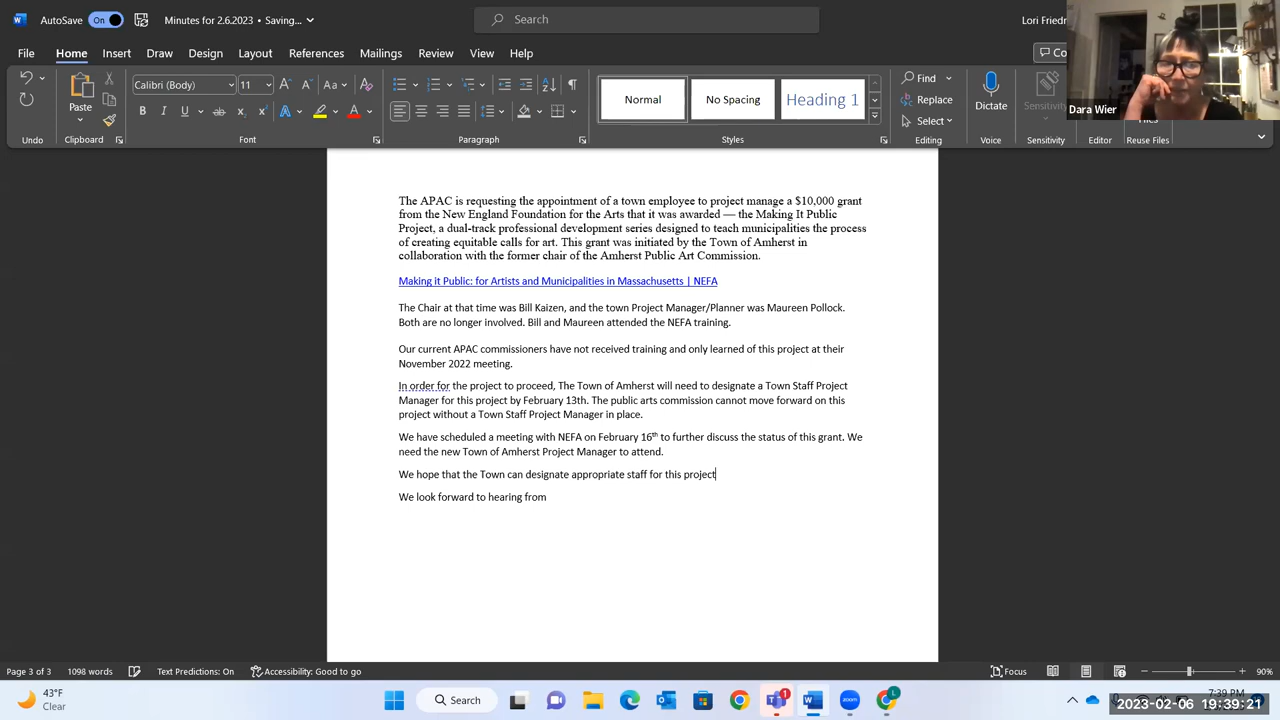 AutoSave On Minutes for 2.6.2023 • Saving... Search Lori Friedr
File Home Insert Draw Design Layout References Mailings Review View Help Co
Paste Calibri (Body) 11 Aa Normal No Spacing Heading 1 Find Replace Select Dictate Sensitivity
Dara Wier
Undo Clipboard Font Paragraph Styles Editing Voice Sensitivity Editor Reuse Files
The APAC is requesting the appointment of a town employee to project manage a $10,000 grant
from the New England Foundation for the Arts that it was awarded — the Making It Public
Project, a dual-track professional development series designed to teach municipalities the process
of creating equitable calls for art. This grant was initiated by the Town of Amherst in
collaboration with the former chair of the Amherst Public Art Commission.
Making it Public: for Artists and Municipalities in Massachusetts | NEFA
The Chair at that time was Bill Kaizen, and the town Project Manager/Planner was Maureen Pollock.
Both are no longer involved. Bill and Maureen attended the NEFA training.
Our current APAC commissioners have not received training and only learned of this project at their
November 2022 meeting.
In order for the project to proceed, The Town of Amherst will need to designate a Town Staff Project
Manager for this project by February 13th. The public arts commission cannot move forward on this
project without a Town Staff Project Manager in place.
We have scheduled a meeting with NEFA on February 16th to further discuss the status of this grant. We
need the new Town of Amherst Project Manager to attend.
We hope that the Town can designate appropriate staff for this project
We look forward to hearing from
Page 3 of 3 1098 words Text Predictions: On Accessibility: Good to go Focus 90%
43°F
Clear
Search
7:39 PM
2023-02-06 19:39:21